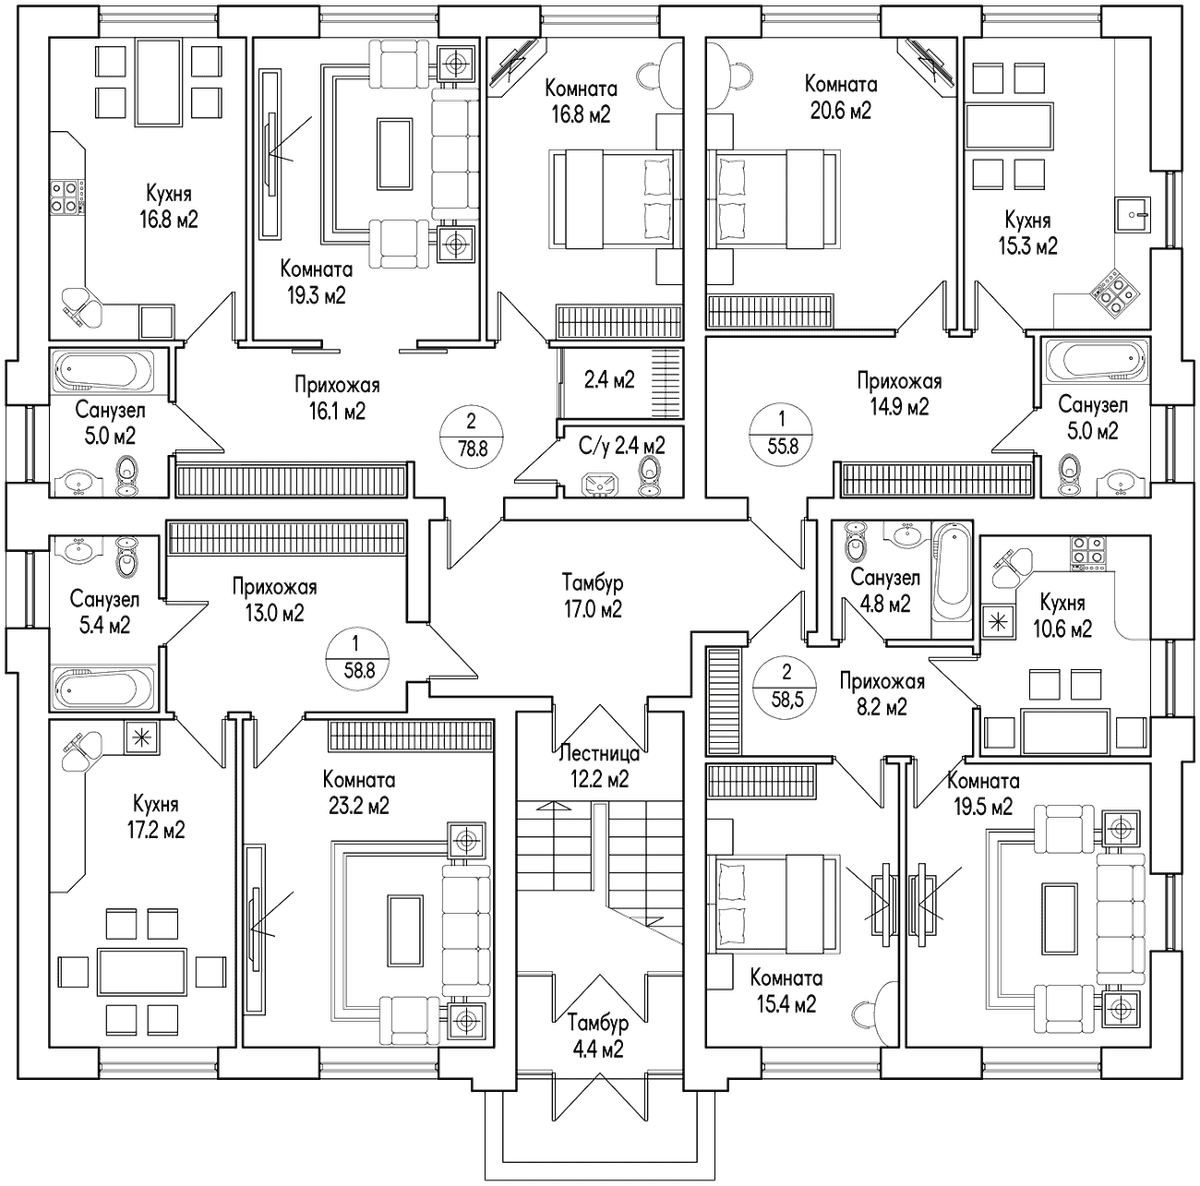 Кухня
16.8 м2
Комната
19.3 м2
Комната
16.8 м2
Комната
20.6 м2
Кухня
15.3 м2
Санузел
5.0 м2
Прихожая
16.1 м2
2
78.8
2.4 м2
С/у 2.4 м2
1
55.8
Прихожая
14.9 м2
Санузел
5.0 м2
Санузел
5.4 м2
Прихожая
13.0 м2
1
58.8
Тамбур
17.0 м2
Санузел
4.8 м2
Кухня
10.6 м2
2
58,5
Прихожая
8.2 м2
Кухня
17.2 м2
Комната
23.2 м2
Лестница
12.2 м2
Комната
19.5 м2
Комната
15.4 м2
Тамбур
4.4 м2